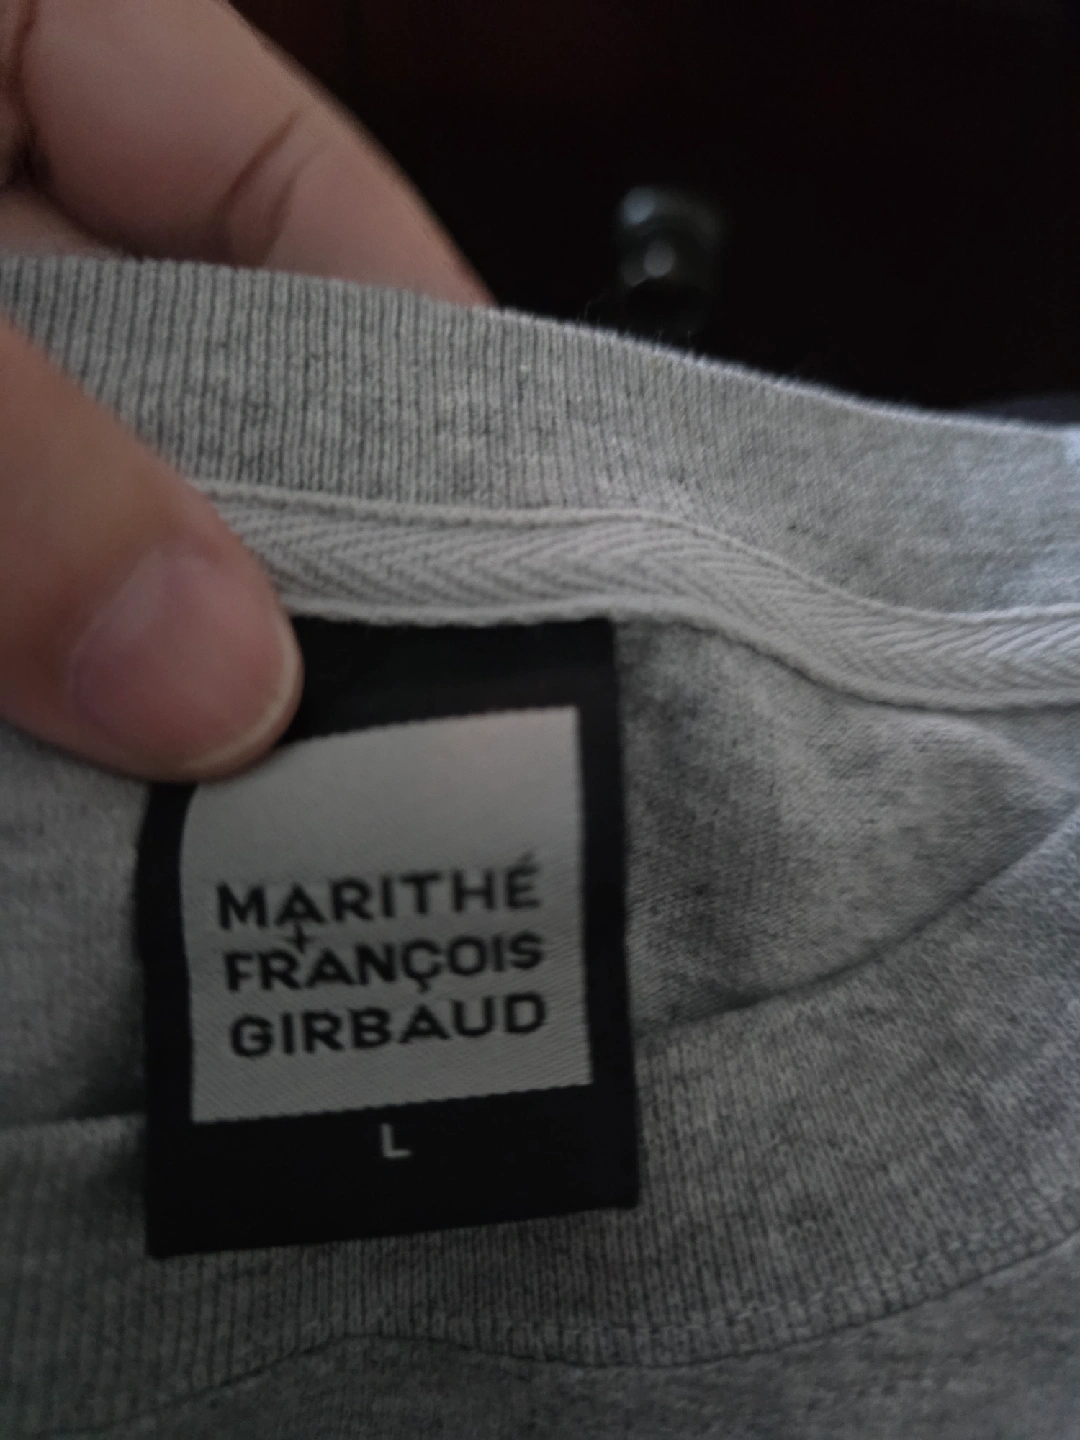 MARITHÉ
+
FRANÇOIS
GIRBAUD
L